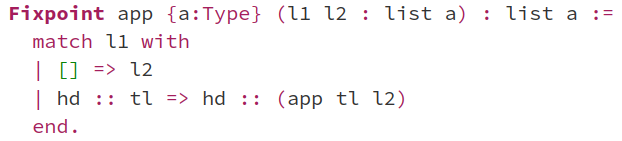 Fixpoint app {a:Type} (l1 l2 : list a) : list a :=
  match l1 with
  | [] => l2
  | hd :: tl => hd :: (app tl l2)
  end.